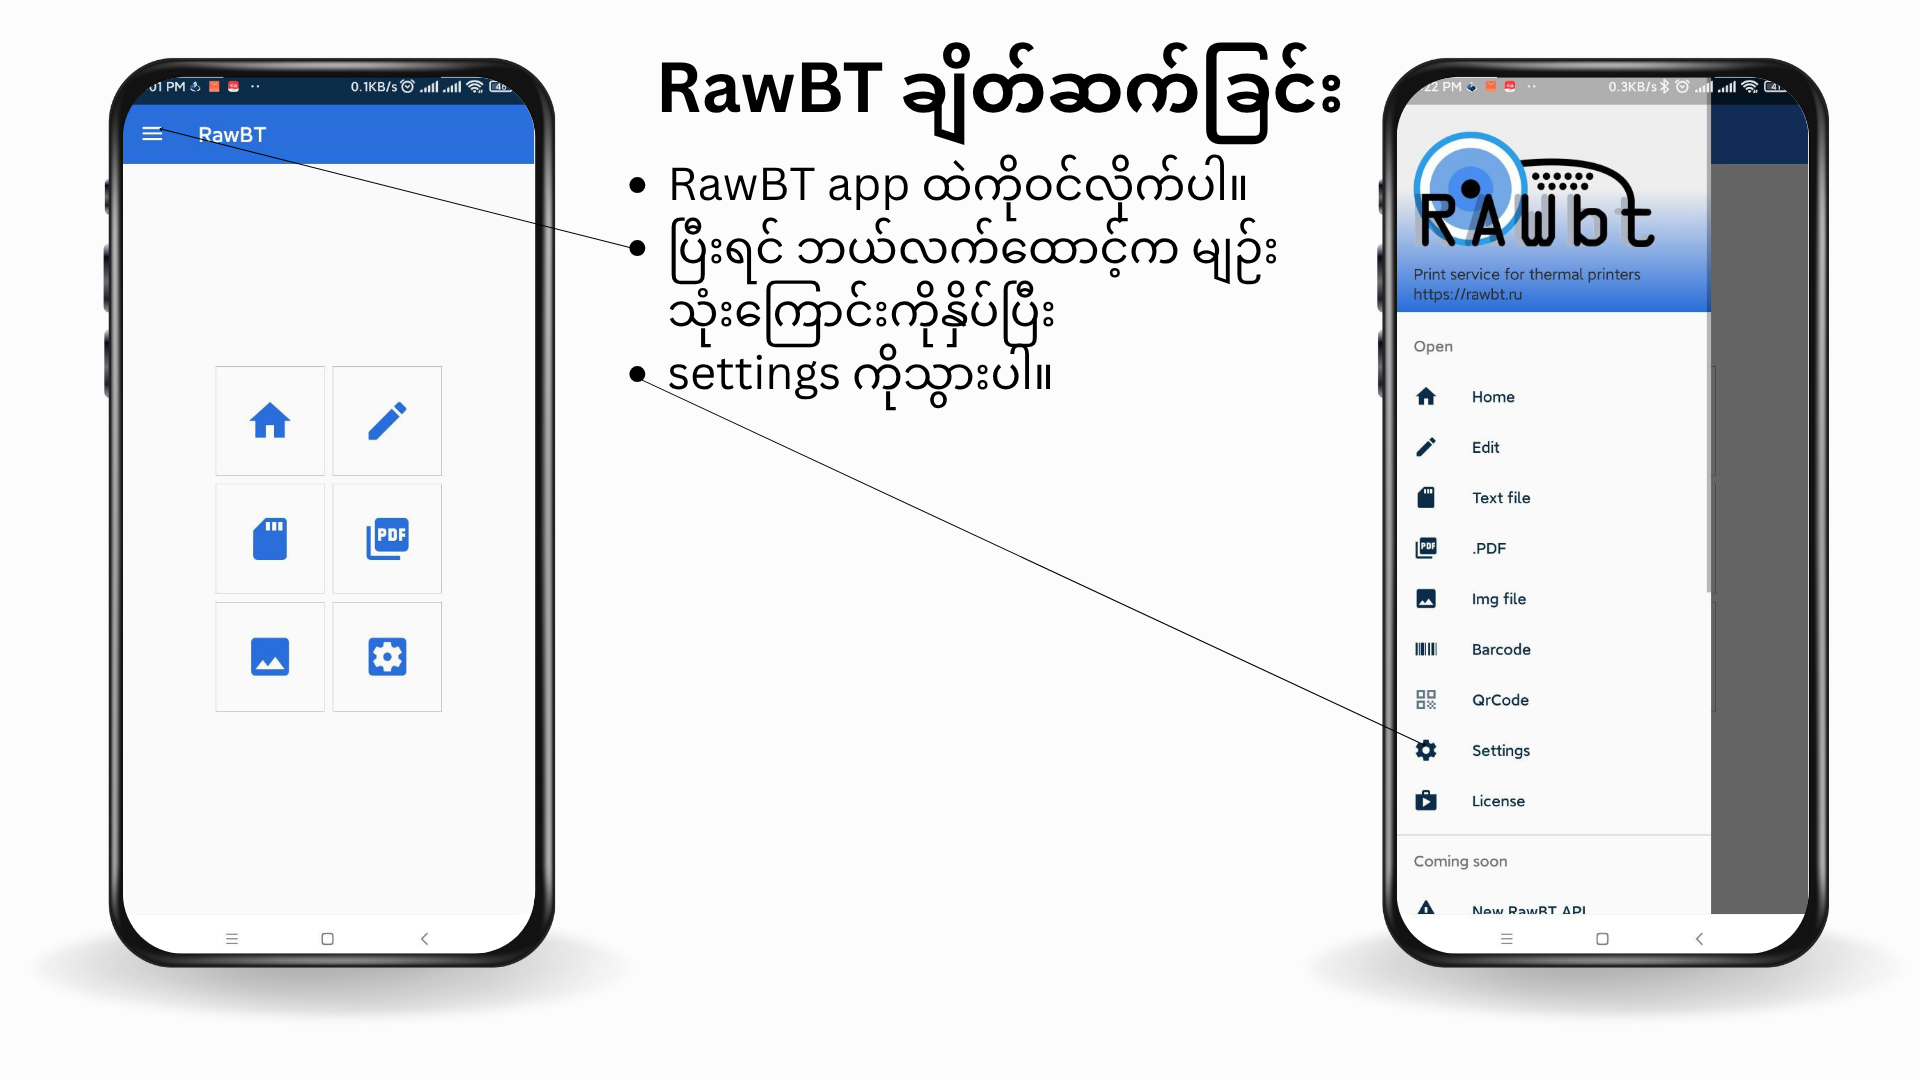 RawBT ချိတ်ဆက်ခြင်း
RawBT app ထဲကိုဝင်လိုက်ပါ။
ပြီးရင် ဘယ်လက်ထောင့်က မျဉ်း
သုံးကြောင်းကိုနှိပ်ပြီး
settings ကိုသွားပါ။
01 PM
0.1KB/s
RawBT
PDF
22 PM
0.3KB/s
RAWbt
Print service for thermal printers
https://rawbt.ru
Open
Home
Edit
Text file
PDF
.PDF
Img file
Barcode
QrCode
Settings
License
Coming soon
New RawBT API